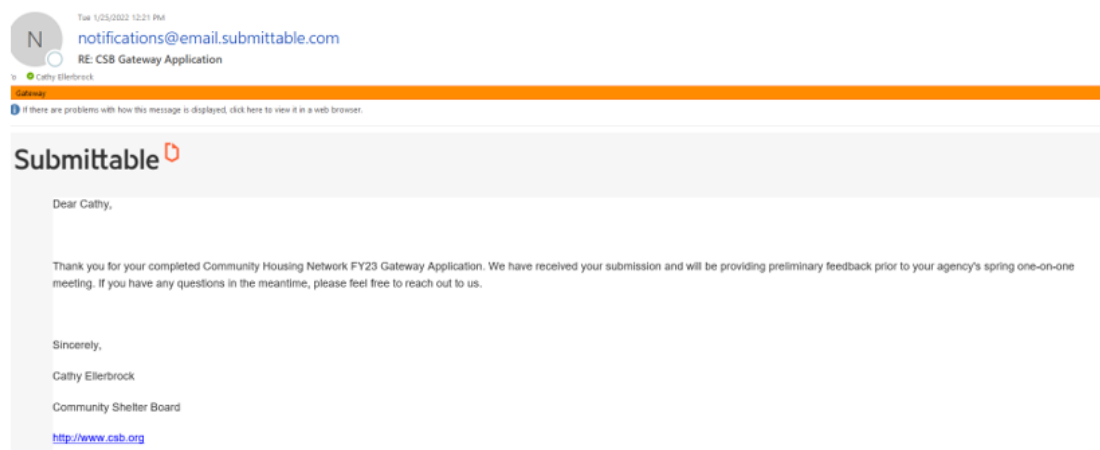 Tue 1/25/2022 12:21 PM
N
notifications@email.submittable.com
RE: CSB Gateway Application
Cathy Ellerbrock
Gateway
If there are problems with how this message is displayed, click here to view it in a web browser.
Submittable
Dear Cathy,
Thank you for your completed Community Housing Network FY23 Gateway Application. We have received your submission and will be providing preliminary feedback prior to your agency's spring one-on-one
meeting. If you have any questions in the meantime, please feel free to reach out to us.
Sincerely,
Cathy Ellerbrock
Community Shelter Board
http://www.csb.org